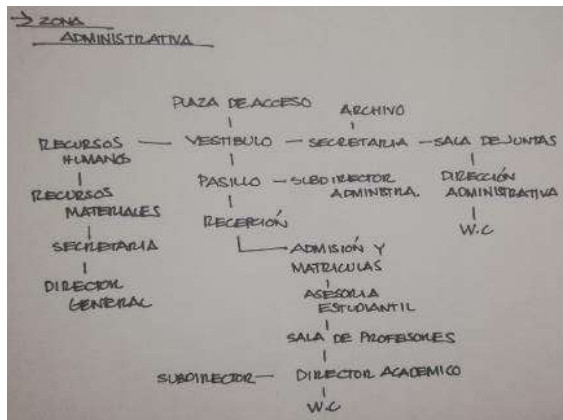 → ZONA
ADMINISTRATIVA
PLAZA DE ACCESO
ARCHIVO
RECURSOS HUMANOS — VESTIBULO — SECRETARIA — SALA DE JUNTAS
RECURSOS MATERIALES
PASILLO — SUBDIRECTOR ADMINISTRA.
DIRECCIÓN ADMINISTRATIVA
RECEPCIÓN
W.C
SECRETARIA
ADMISIÓN Y MATRICULAS
DIRECTOR GENERAL
ASESORIA ESTUDIANTIL
SALA DE PROFESORES
SUBDIRECTOR — DIRECTOR ACADEMICO
W.C